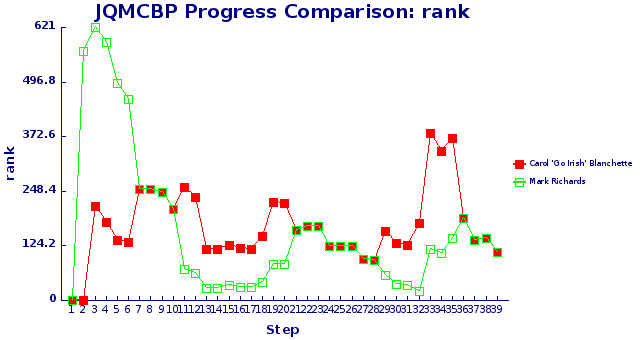 JQMCBP Progress Comparison: rank
621
496.8
372.6
248.4
124.2
0
rank
1 2 3 4 5 6 7 8 9 10 11 12 13 14 15 16 17 18 19 20 21 22 23 24 25 26 27 28 29 30 31 32 33 34 35 36 37 38 39
Step
Carol 'Go Irish' Blanchette
Mark Richards